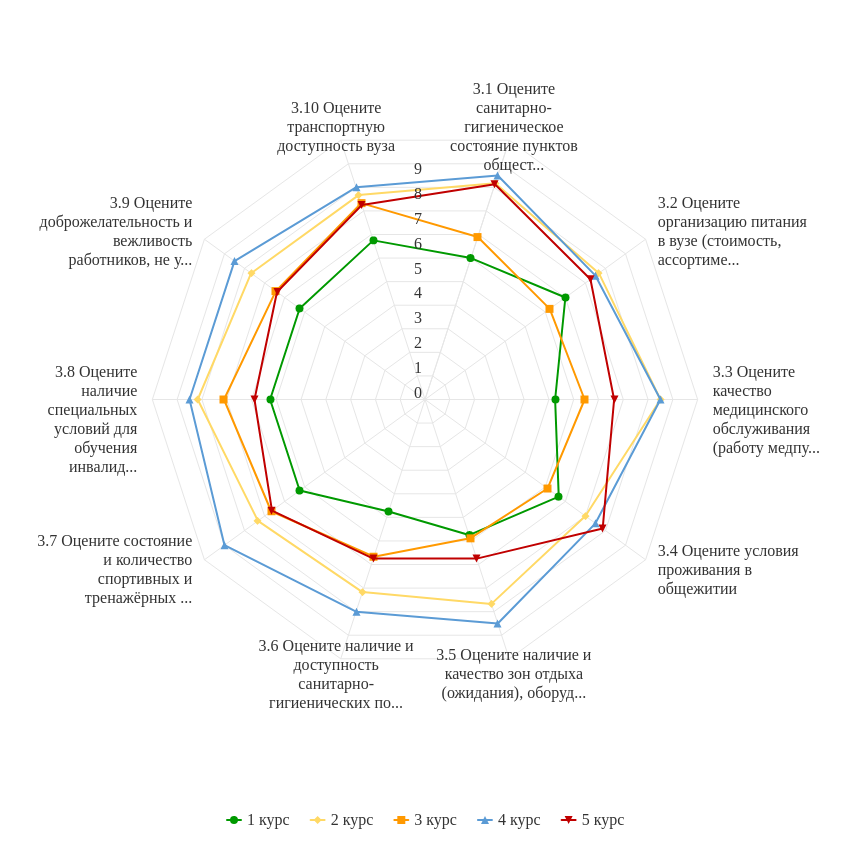 3.1 Оцените
санитарно-
гигиеническое
состояние пунктов
общест...
3.10 Оцените
транспортную
доступность вуза
9
8
7
6
5
4
3
2
1
0
3.9 Оцените
доброжелательность и
вежливость
работников, не у...
3.2 Оцените
организацию питания
в вузе (стоимость,
ассортиме...
3.8 Оцените
наличие
специальных
условий для
обучения
инвалид...
3.3 Оцените
качество
медицинского
обслуживания
(работу медпу...
3.7 Оцените состояние
и количество
спортивных и
тренажёрных ...
3.4 Оцените условия
проживания в
общежитии
3.6 Оцените наличие и
доступность
санитарно-
гигиенических по...
3.5 Оцените наличие и
качество зон отдыха
(ожидания), оборуд...
1 курс 2 курс 3 курс 4 курс 5 курс